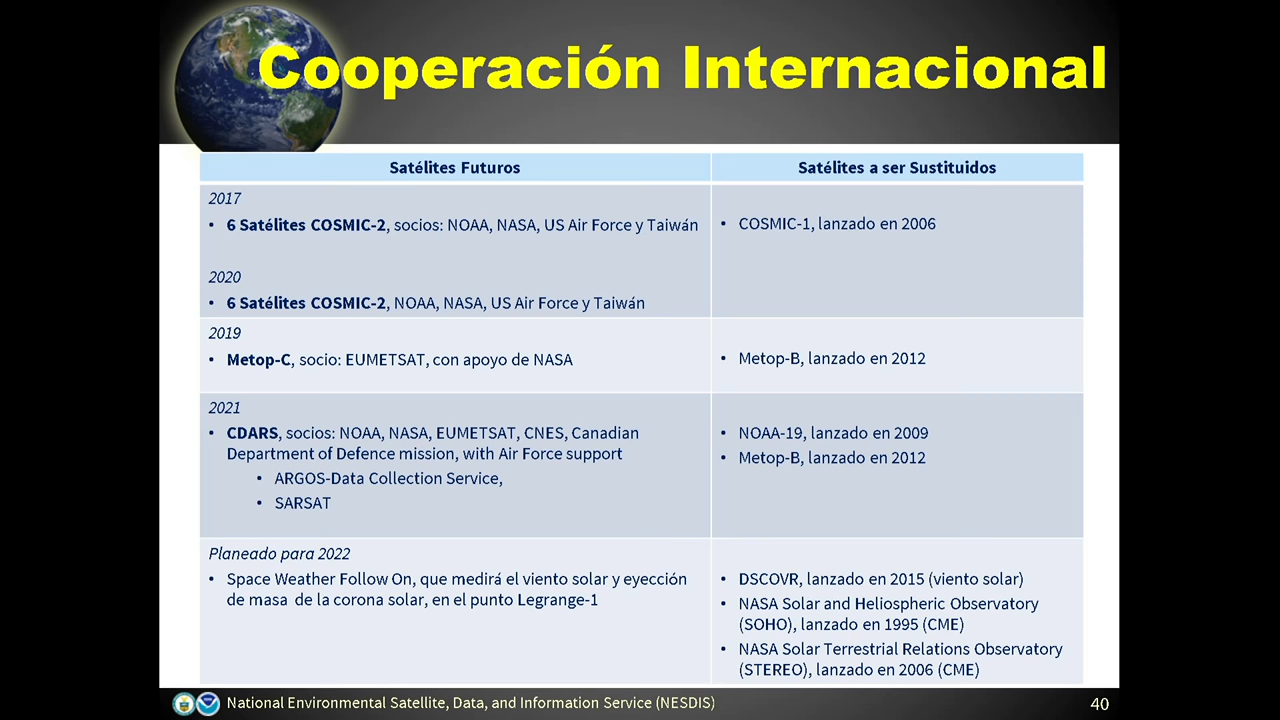 Cooperación Internacional
Satélites Futuros
Satélites a ser Sustituidos
2017
• 6 Satélites COSMIC-2, socios: NOAA, NASA, US Air Force y Taiwán
• COSMIC-1, lanzado en 2006
2020
• 6 Satélites COSMIC-2, NOAA, NASA, US Air Force y Taiwán
2019
• Metop-C, socio: EUMETSAT, con apoyo de NASA
• Metop-B, lanzado en 2012
2021
• CDARS, socios: NOAA, NASA, EUMETSAT, CNES, Canadian
Department of Defence mission, with Air Force support
• ARGOS-Data Collection Service,
• SARSAT
• NOAA-19, lanzado en 2009
• Metop-B, lanzado en 2012
Planeado para 2022
• Space Weather Follow On, que medirá el viento solar y eyección
de masa de la corona solar, en el punto Legrange-1
• DSCOVR, lanzado en 2015 (viento solar)
• NASA Solar and Heliospheric Observatory
(SOHO), lanzado en 1995 (CME)
• NASA Solar Terrestrial Relations Observatory
(STEREO), lanzado en 2006 (CME)
National Environmental Satellite, Data, and Information Service (NESDIS)
40